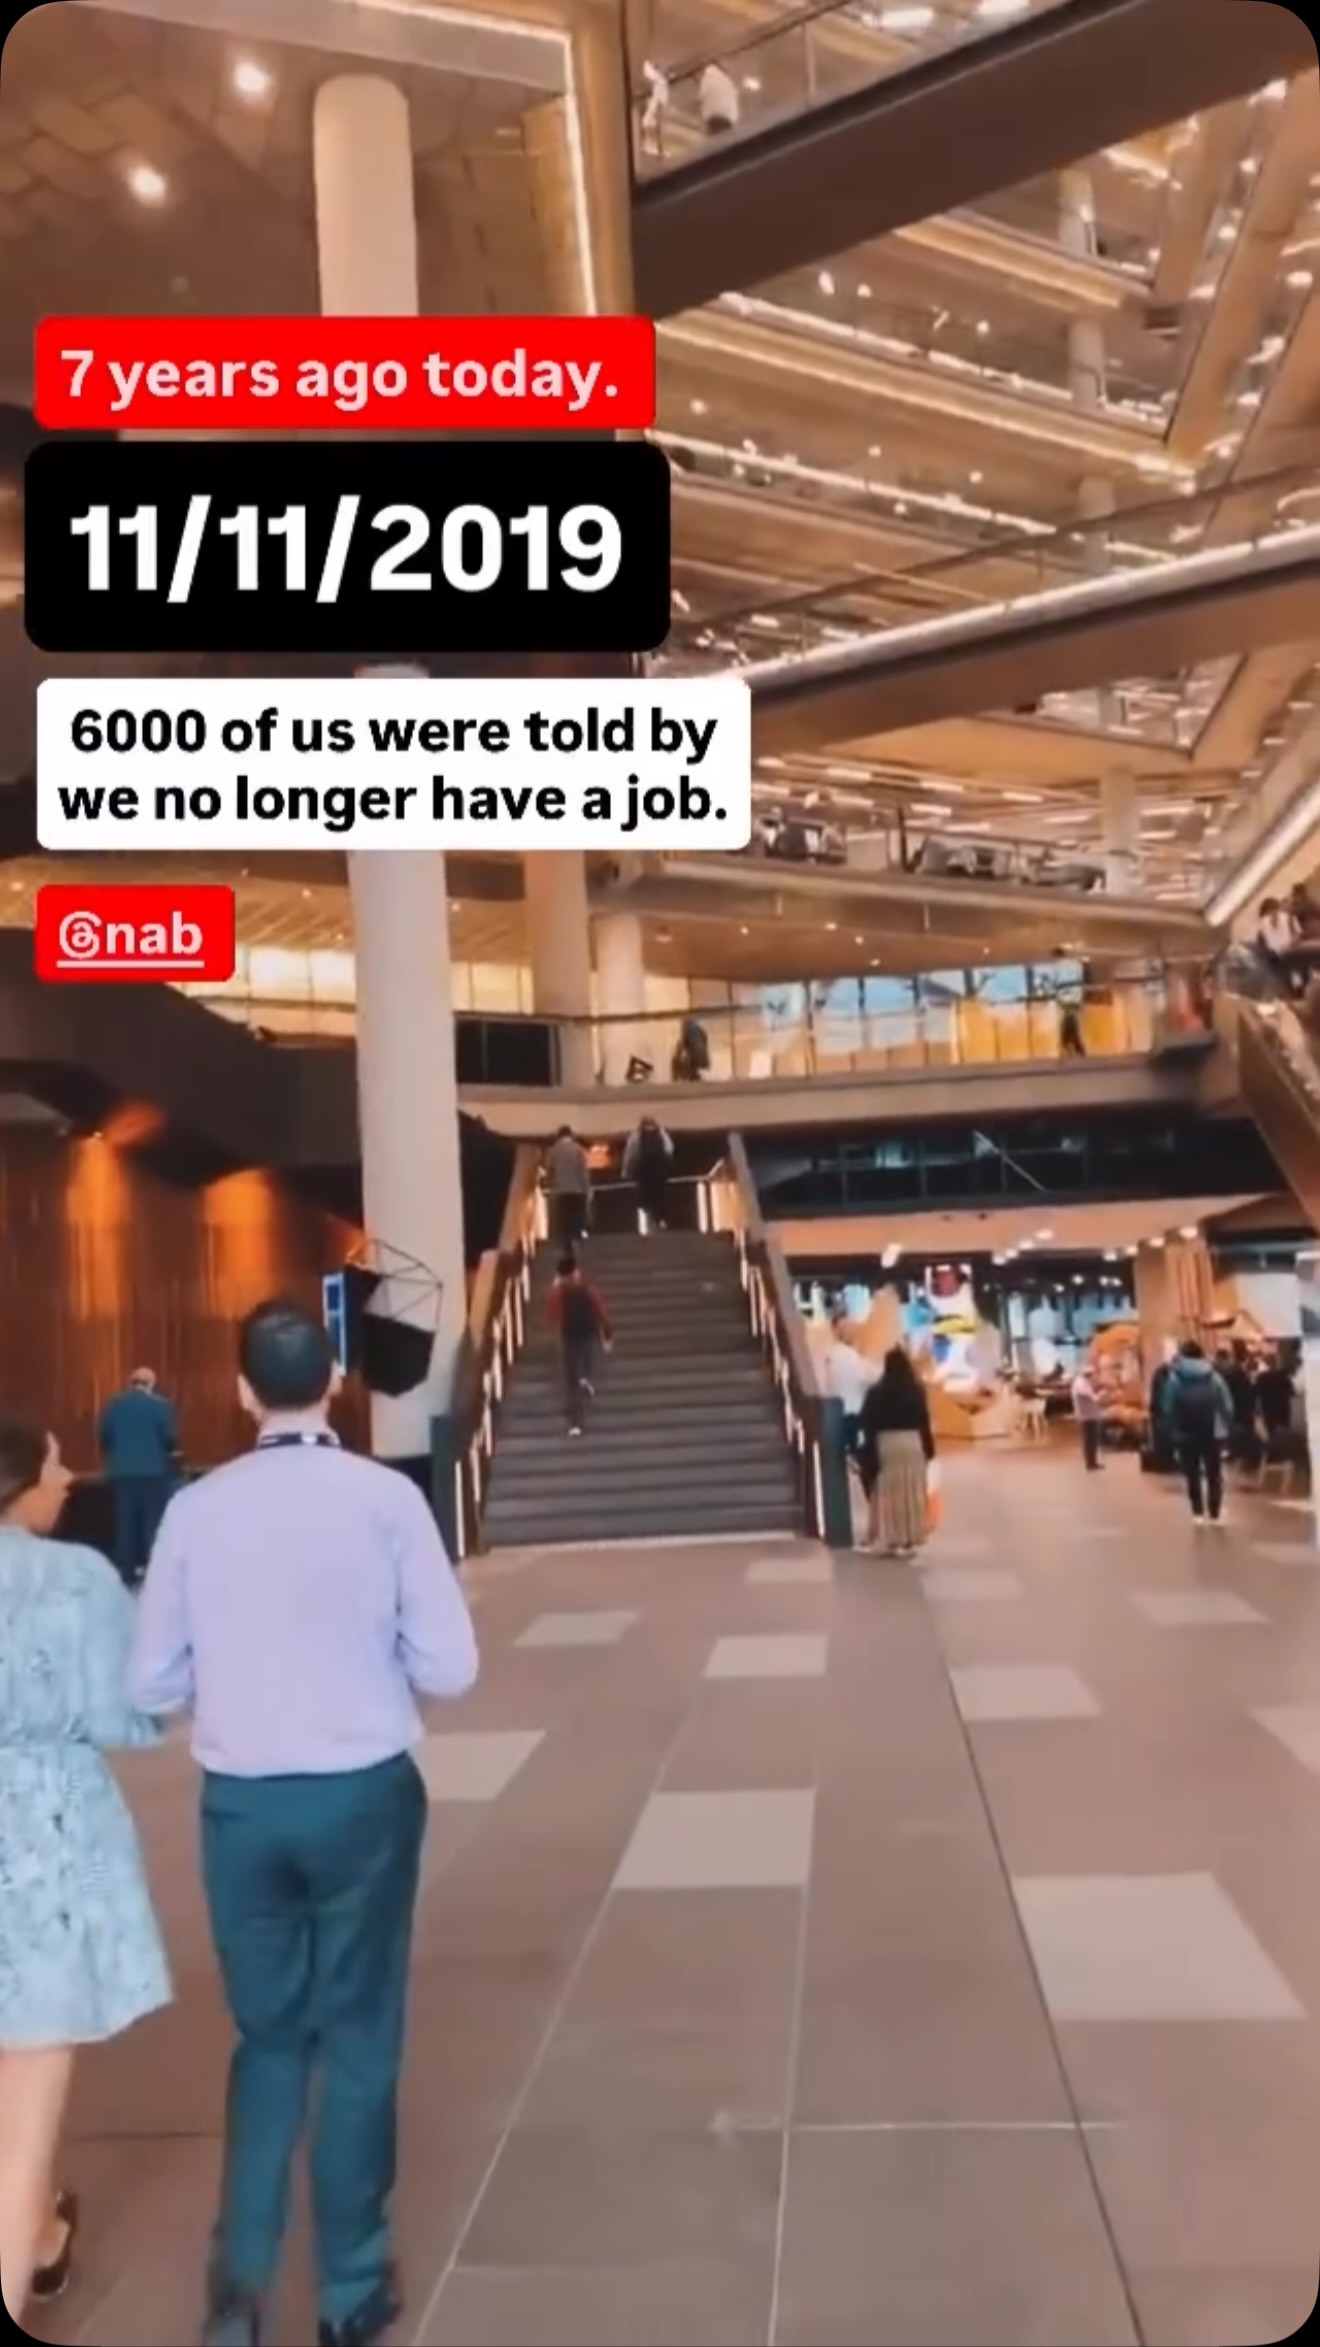 7 years ago today.
11/11/2019
6000 of us were told by
we no longer have a job.
@nab